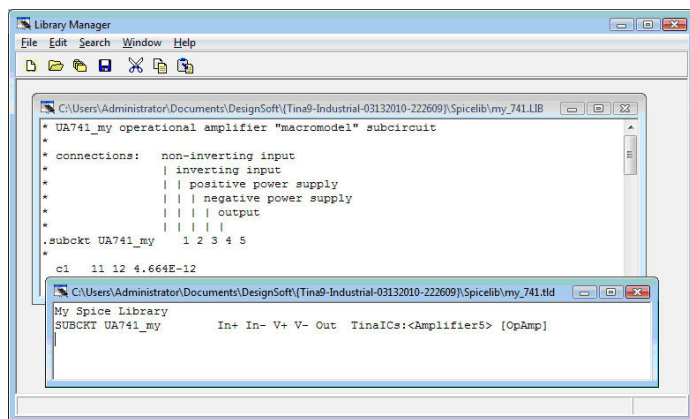 Library Manager
File Edit Search Window Help
C:\Users\Administrator\Documents\DesignSoft\{Tina9-Industrial-03132010-222609}\Spicelib\my_741.LIB
* UA741_my operational amplifier "macromodel" subcircuit
*
* connections:   non-inverting input
*                | inverting input
*                | | positive power supply
*                | | | negative power supply
*                | | | | output
*                | | | | |
.subckt UA741_my    1 2 3 4 5
*
c1   11 12 4.664E-12
C:\Users\Administrator\Documents\DesignSoft\{Tina9-Industrial-03132010-222609}\Spicelib\my_741.tld
My Spice Library
SUBCKT UA741_my        In+ In- V+ V- Out  TinaICs:<Amplifier5> [OpAmp]